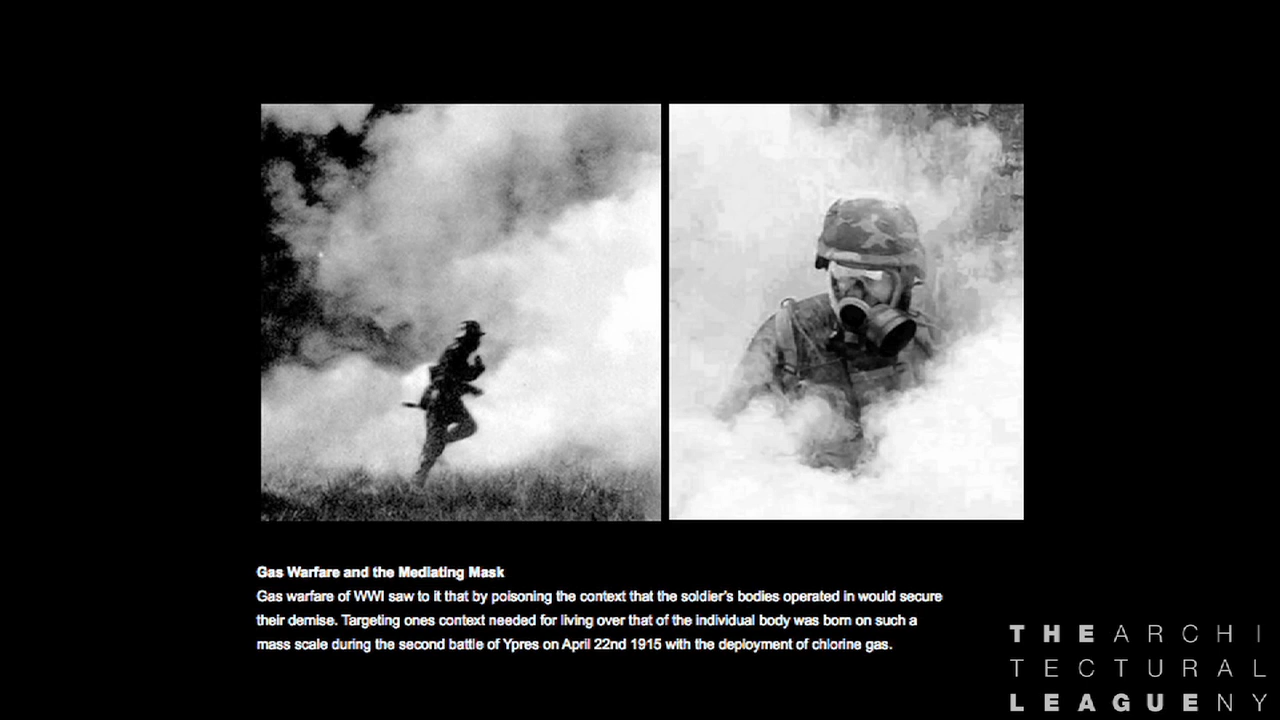 Gas Warfare and the Mediating Mask
Gas warfare of WWI saw to it that by poisoning the context that the soldier's bodies operated in would secure
their demise. Targeting ones context needed for living over that of the individual body was born on such a
mass scale during the second battle of Ypres on April 22nd 1915 with the deployment of chlorine gas.
THE ARCHI
TECTURAL
LEAGUE NY